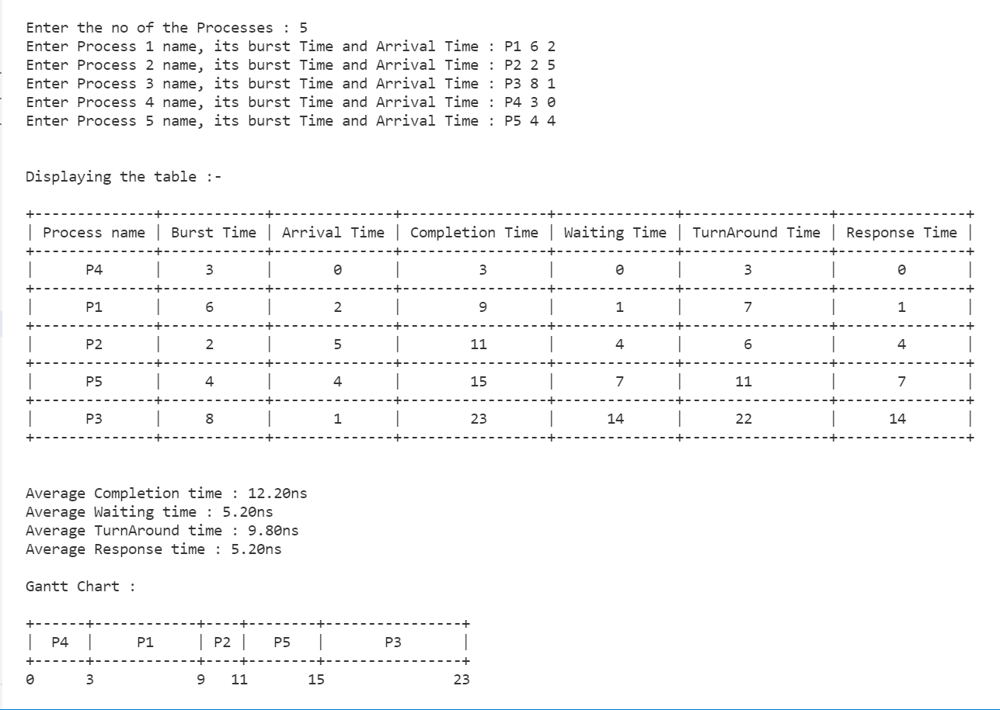 Enter the no of the Processes : 5
Enter Process 1 name, its burst Time and Arrival Time : P1 6 2
Enter Process 2 name, its burst Time and Arrival Time : P2 2 5
Enter Process 3 name, its burst Time and Arrival Time : P3 8 1
Enter Process 4 name, its burst Time and Arrival Time : P4 3 0
Enter Process 5 name, its burst Time and Arrival Time : P5 4 4
Displaying the table :-
+--------------+------------+--------------+-----------------+--------------+-----------------+---------------+
| Process name | Burst Time | Arrival Time | Completion Time | Waiting Time | TurnAround Time | Response Time |
+--------------+------------+--------------+-----------------+--------------+-----------------+---------------+
|      P4      |     3      |       0      |         3       |       0      |       3         |       0       |
+--------------+------------+--------------+-----------------+--------------+-----------------+---------------+
|      P1      |     6      |       2      |         9       |       1      |       7         |       1       |
+--------------+------------+--------------+-----------------+--------------+-----------------+---------------+
|      P2      |     2      |       5      |        11       |       4      |       6         |       4       |
+--------------+------------+--------------+-----------------+--------------+-----------------+---------------+
|      P5      |     4      |       4      |        15       |       7      |      11         |       7       |
+--------------+------------+--------------+-----------------+--------------+-----------------+---------------+
|      P3      |     8      |       1      |        23       |      14      |      22         |      14       |
+--------------+------------+--------------+-----------------+--------------+-----------------+---------------+
Average Completion time : 12.20ns
Average Waiting time : 5.20ns
Average TurnAround time : 9.80ns
Average Response time : 5.20ns
Gantt Chart :
+------+------------+----+--------+----------------+
|  P4  |     P1     | P2 |   P5   |       P3       |
+------+------------+----+--------+----------------+
0      3            9   11       15               23